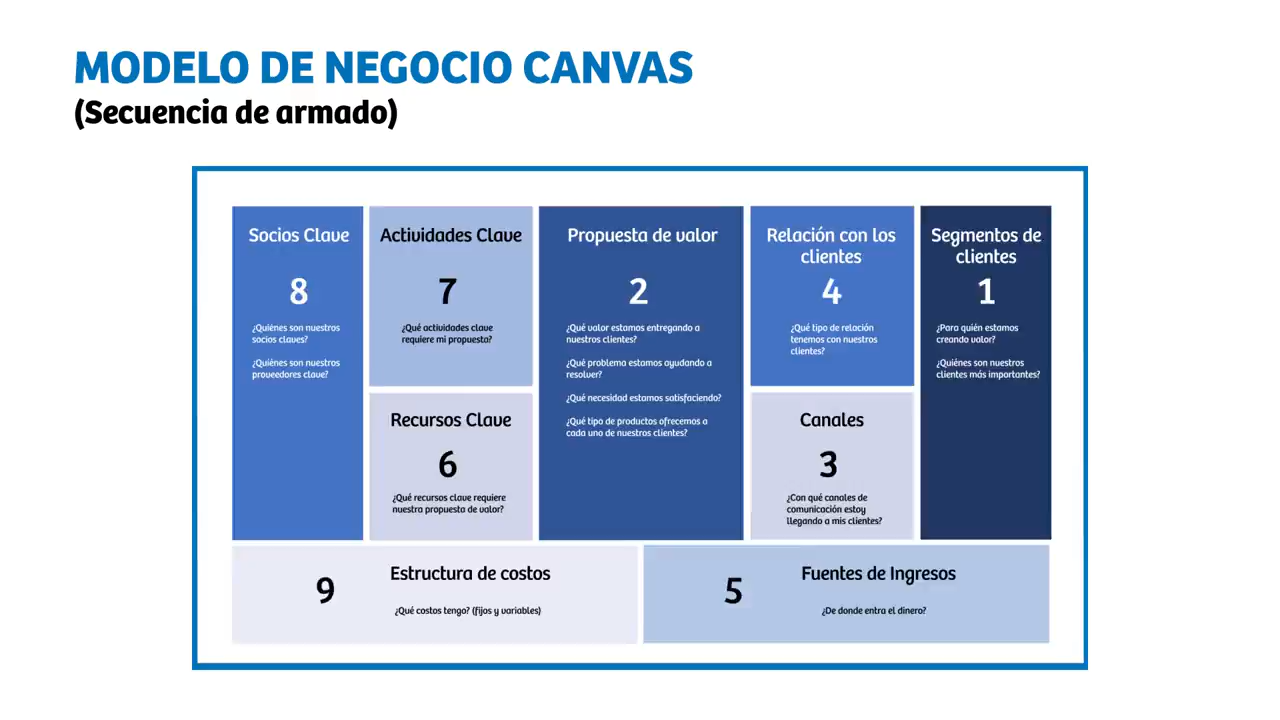 MODELO DE NEGOCIO CANVAS
(Secuencia de armado)
Socios Clave
8
¿Quiénes son nuestros
socios claves?
¿Quiénes son nuestros
proveedores clave?
Actividades Clave
7
¿Qué actividades clave
requiere mi propuesta?
Recursos Clave
6
¿Qué recursos clave requiere
nuestra propuesta de valor?
Propuesta de valor
2
¿Qué valor estamos entregando a
nuestros clientes?
¿Qué problema estamos ayudando a
resolver?
¿Qué necesidad estamos satisfaciendo?
¿Qué tipo de productos ofrecemos a
cada uno de nuestros clientes?
Relación con los
clientes
4
¿Qué tipo de relación
tenemos con nuestros
clientes?
Canales
3
¿Con qué canales de
comunicación estoy
llegando a mis clientes?
Segmentos de
clientes
1
¿Para quién estamos
creando valor?
¿Quiénes son nuestros
clientes más importantes?
9
Estructura de costos
¿Qué costos tengo? (fijos y variables)
5
Fuentes de Ingresos
¿De donde entra el dinero?